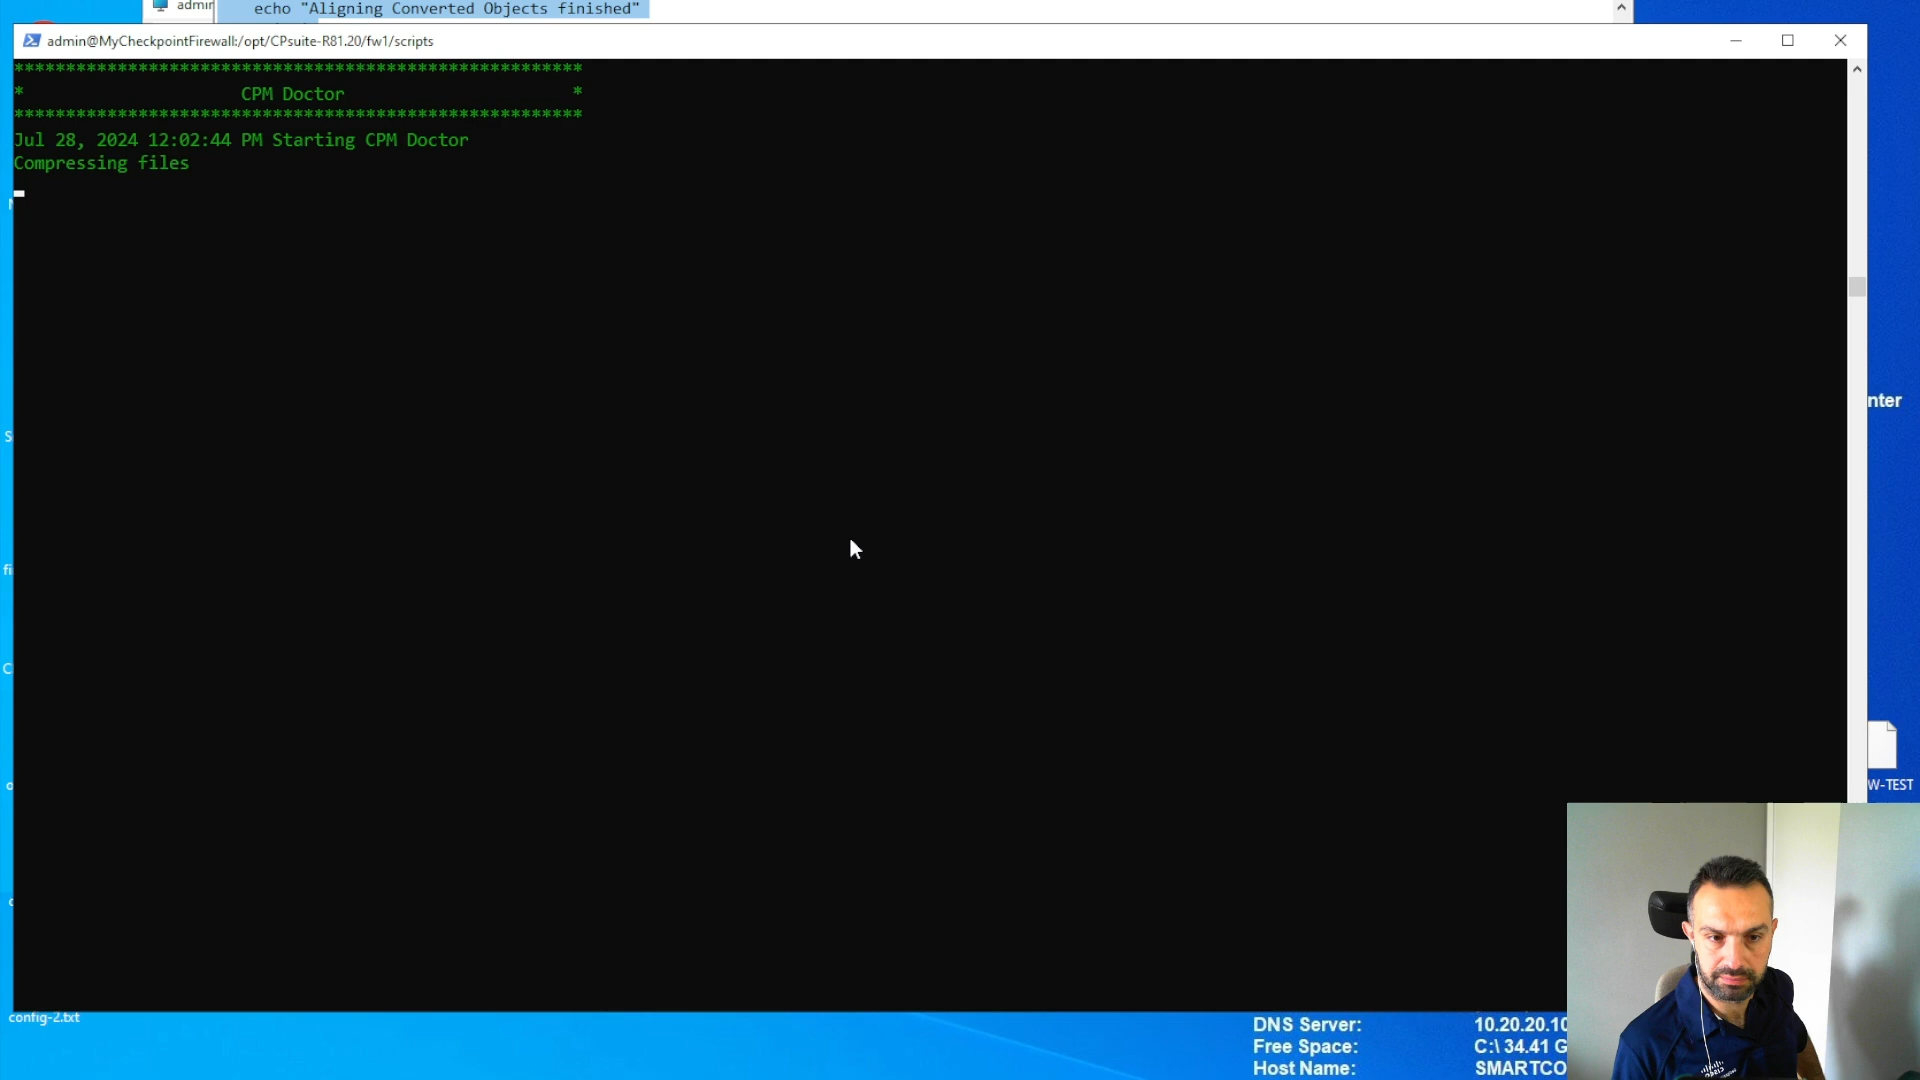 admin
echo "Aligning Converted Objects finished"
admin@MyCheckpointFirewall:/opt/CPsuite-R81.20/fw1/scripts
*******************************************************
* CPM Doctor *
*******************************************************
Jul 28, 2024 12:02:44 PM Starting CPM Doctor
Compressing files
nter
W-TEST
config-2.txt
DNS Server: 10.20.20.10
Free Space: C:\ 34.41 G
Host Name: SMARTCO